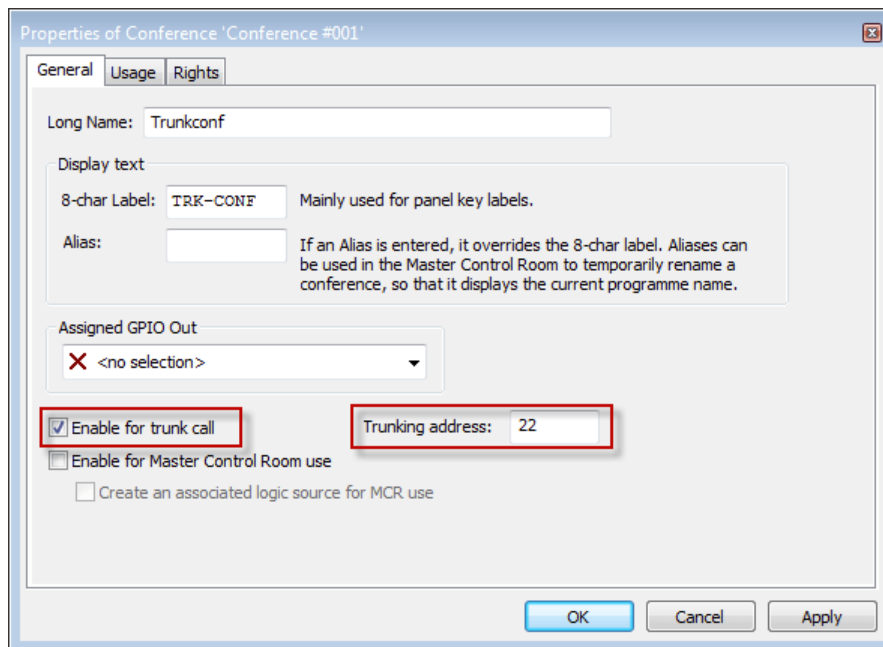 Properties of Conference 'Conference #001'
General Usage Rights
Long Name: Trunkconf
Display text
8-char Label: TRK-CONF Mainly used for panel key labels.
Alias: If an Alias is entered, it overrides the 8-char label. Aliases can
be used in the Master Control Room to temporarily rename a
conference, so that it displays the current programme name.
Assigned GPIO Out
<no selection>
Enable for trunk call Trunking address: 22
Enable for Master Control Room use
Create an associated logic source for MCR use
OK Cancel Apply